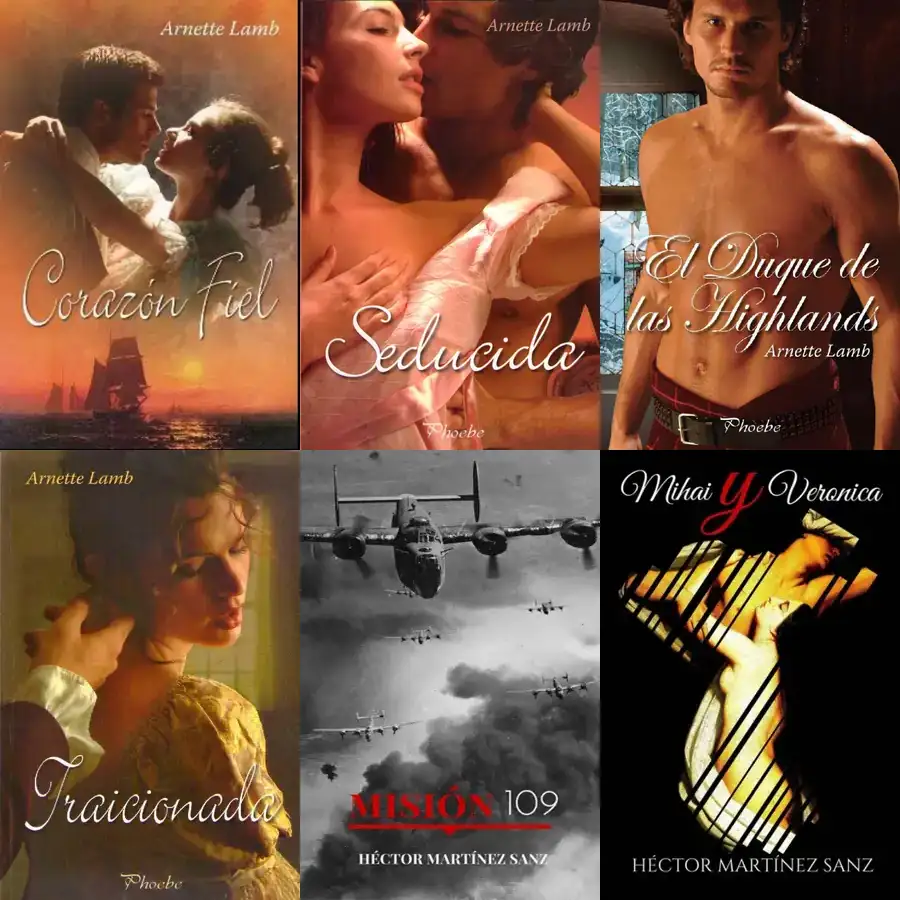 Arnette Lamb
Corazón Fiel
Arnette Lamb
Seducida
Phoebe
El Duque de
las Highlands
Arnette Lamb
Phoebe
Arnette Lamb
Traicionada
Phoebe
MISIÓN 109
HÉCTOR MARTÍNEZ SANZ
Mihai y Veronica
HÉCTOR MARTÍNEZ SANZ